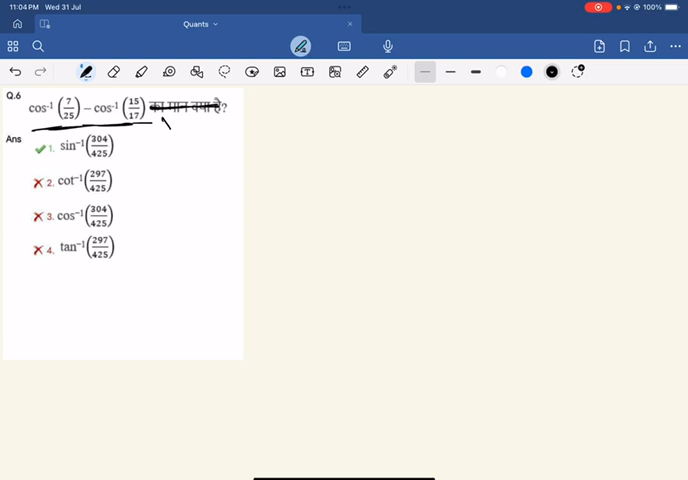 11:04 PM Wed 31 Jul
100%
Quants
Q.6
cos⁻¹ (7/25) − cos⁻¹ (15/17) का मान क्या है?
Ans
1. sin⁻¹(304/425)
2. cot⁻¹(297/425)
3. cos⁻¹(304/425)
4. tan⁻¹(297/425)